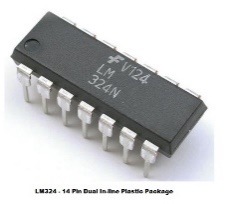 V124
LM
324N
LM324 - 14 Pin Dual In-line Plastic Package